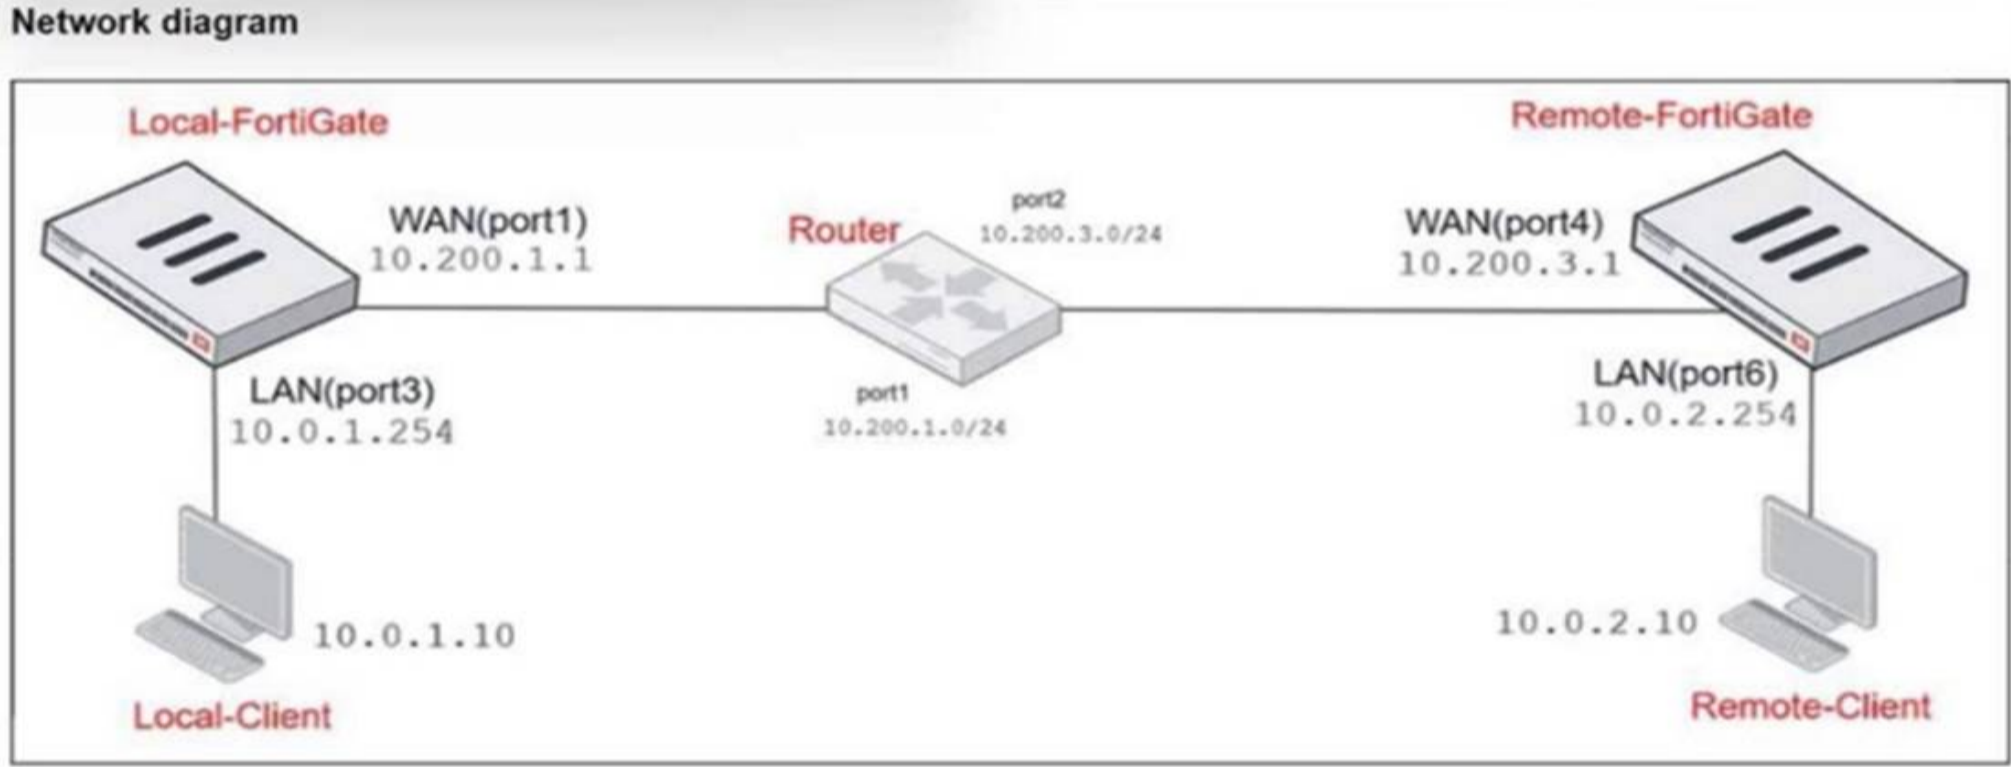 Network diagram
Local-FortiGate
Remote-FortiGate
WAN(port1)
10.200.1.1
Router
port2
10.200.3.0/24
WAN(port4)
10.200.3.1
LAN(port3)
10.0.1.254
port1
10.200.1.0/24
LAN(port6)
10.0.2.254
10.0.1.10
Local-Client
10.0.2.10
Remote-Client